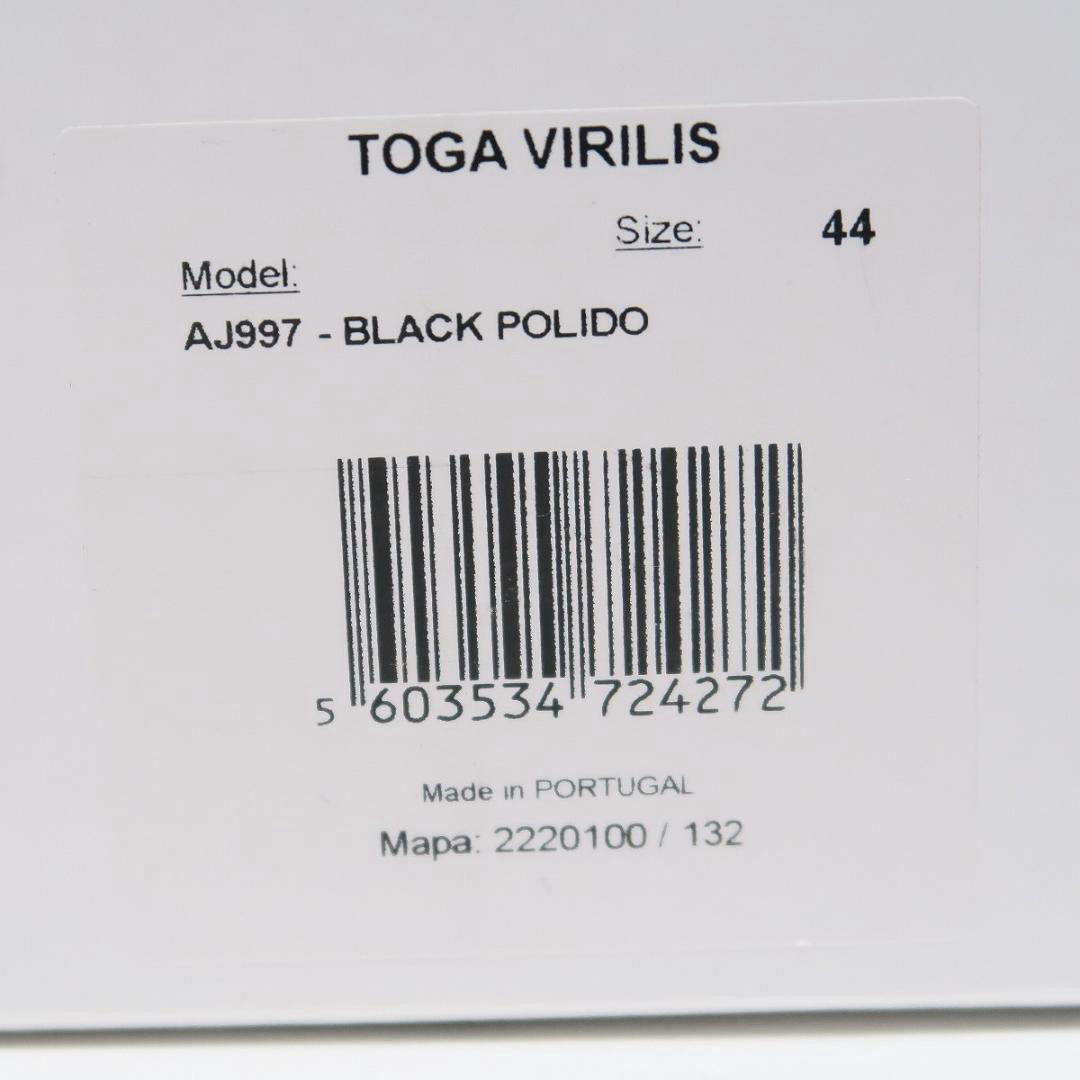 TOGA VIRILIS
Size: 44
Model:
AJ997 - BLACK POLIDO
5 603534 724272
Made in PORTUGAL
Mapa: 2220100 / 132